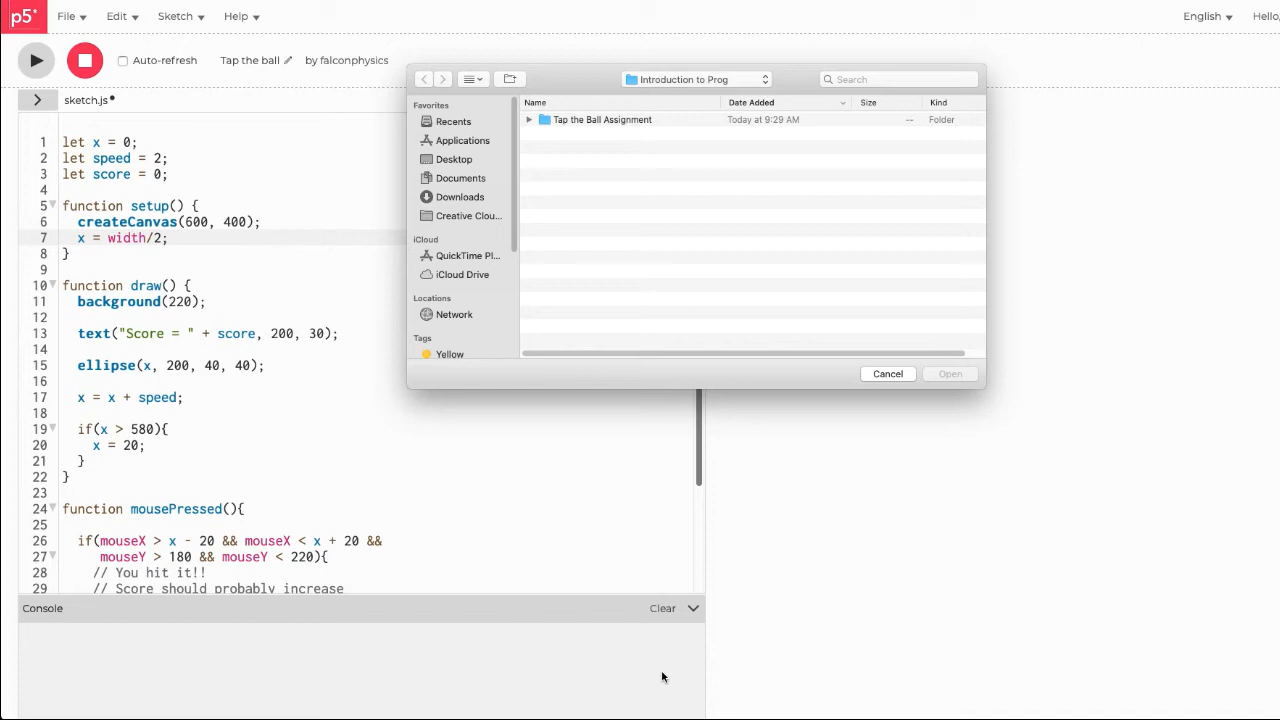 p5*
File
Edit
Sketch
Help
English
Hello,
Auto-refresh
Tap the ball
by falconphysics
sketch.js
1 let x = 0;
2 let speed = 2;
3 let score = 0;
4
5 function setup() {
6 createCanvas(600, 400);
7 x = width/2;
8 }
9
10 function draw() {
11 background(220);
12
13 text("Score = " + score, 200, 30);
14
15 ellipse(x, 200, 40, 40);
16
17 x = x + speed;
18
19 if(x > 580){
20 x = 20;
21 }
22 }
23
24 function mousePressed(){
25
26 if(mouseX > x - 20 && mouseX < x + 20 &&
27 mouseY > 180 && mouseY < 220){
28 // You hit it!!
29 // Score should probably increase
Console
Clear
Introduction to Prog
Search
Favorites
Recents
Applications
Desktop
Documents
Downloads
Creative Clou...
iCloud
QuickTime Pl...
iCloud Drive
Locations
Network
Tags
Yellow
Name
Date Added
Size
Kind
Tap the Ball Assignment
Today at 9:29 AM
--
Folder
Cancel
Open